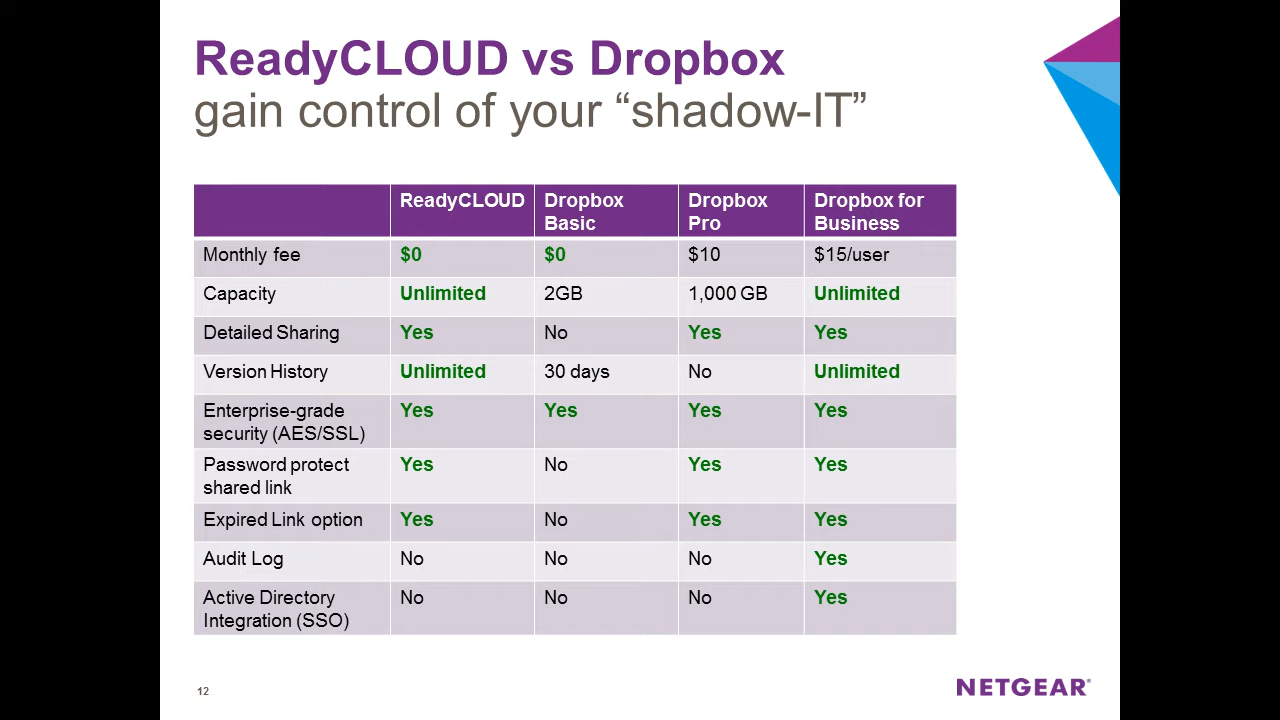 ReadyCLOUD vs Dropbox
gain control of your “shadow-IT”
ReadyCLOUD Dropbox Basic Dropbox Pro Dropbox for Business
Monthly fee $0 $0 $10 $15/user
Capacity Unlimited 2GB 1,000 GB Unlimited
Detailed Sharing Yes No Yes Yes
Version History Unlimited 30 days No Unlimited
Enterprise-grade security (AES/SSL) Yes Yes Yes Yes
Password protect shared link Yes No Yes Yes
Expired Link option Yes No Yes Yes
Audit Log No No No Yes
Active Directory Integration (SSO) No No No Yes
12
NETGEAR®